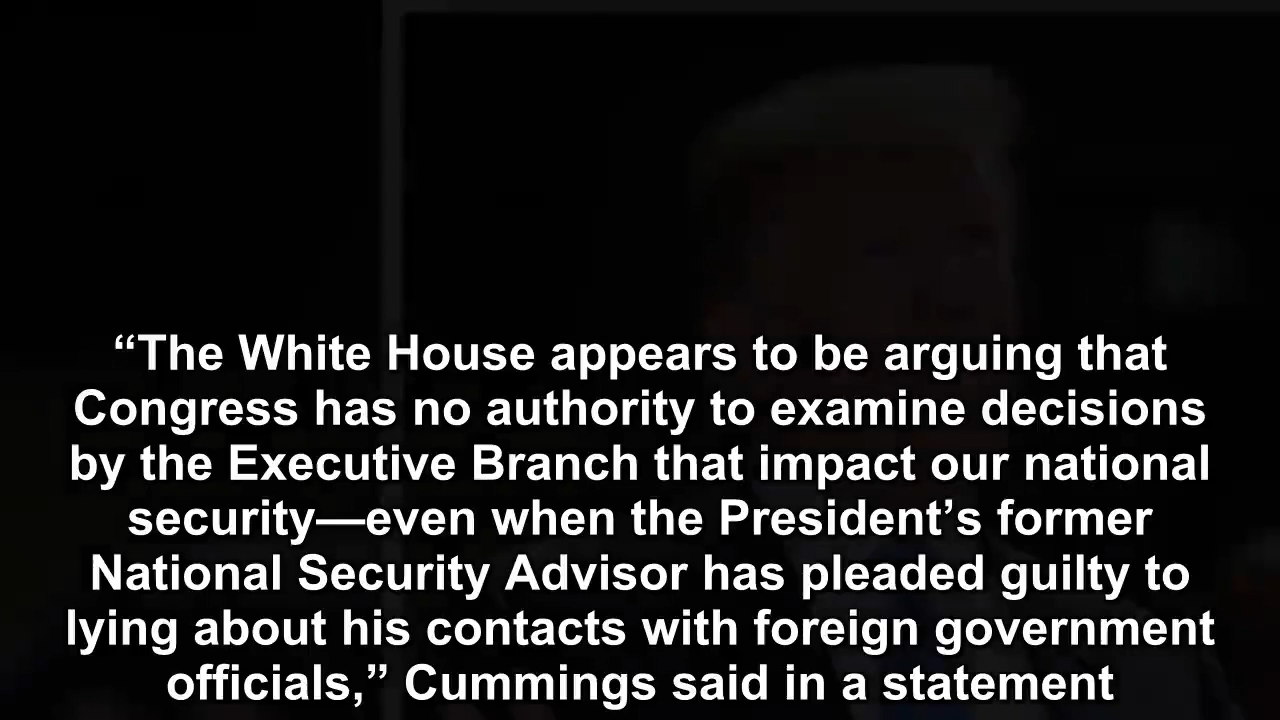 “The White House appears to be arguing that
Congress has no authority to examine decisions
by the Executive Branch that impact our national
security—even when the President’s former
National Security Advisor has pleaded guilty to
lying about his contacts with foreign government
officials,” Cummings said in a statement